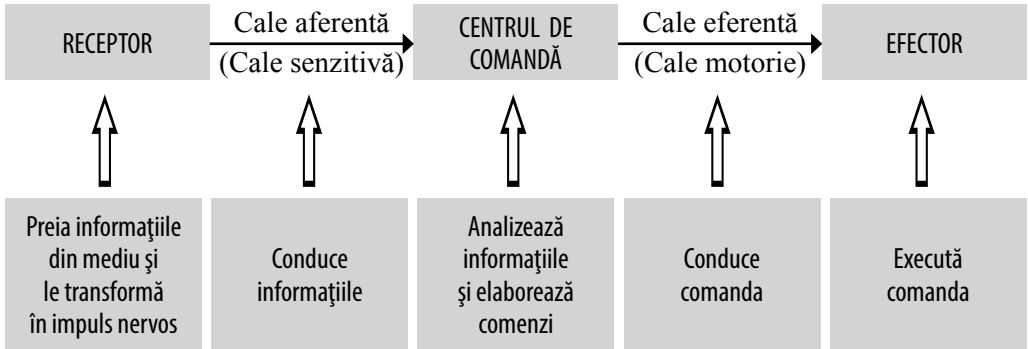 RECEPTOR
Cale aferentă
(Cale senzitivă)
CENTRUL DE
COMANDĂ
Cale eferentă
(Cale motorie)
EFECTOR
Preia informaţiile
din mediu şi
le transformă
în impuls nervos
Conduce
informaţiile
Analizează
informaţiile
şi elaborează
comenzi
Conduce
comanda
Execută
comanda